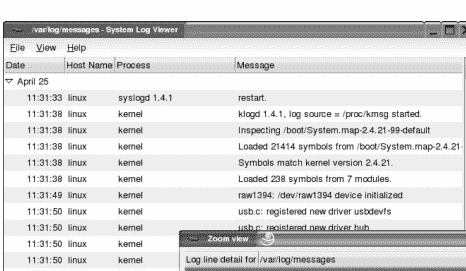 /var/log/messages - System Log Viewer
File View Help
Date Host Name Process Message
April 25
11:31:33 linux syslogd 1.4.1 restart.
11:31:38 linux kernel klogd 1.4.1, log source = /proc/kmsg started.
11:31:38 linux kernel Inspecting /boot/System.map-2.4.21-99-default
11:31:38 linux kernel Loaded 21414 symbols from /boot/System.map-2.4.21-
11:31:38 linux kernel Symbols match kernel version 2.4.21.
11:31:38 linux kernel Loaded 238 symbols from 7 modules.
11:31:49 linux kernel raw1394: /dev/raw1394 device initialized
11:31:50 linux kernel usb.c: registered new driver usbdevfs
11:31:50 linux kernel usb.c: registered new driver hub
11:31:50 linux kernel
Zoom view
11:31:50 linux kernel
Log line detail for /var/log/messages